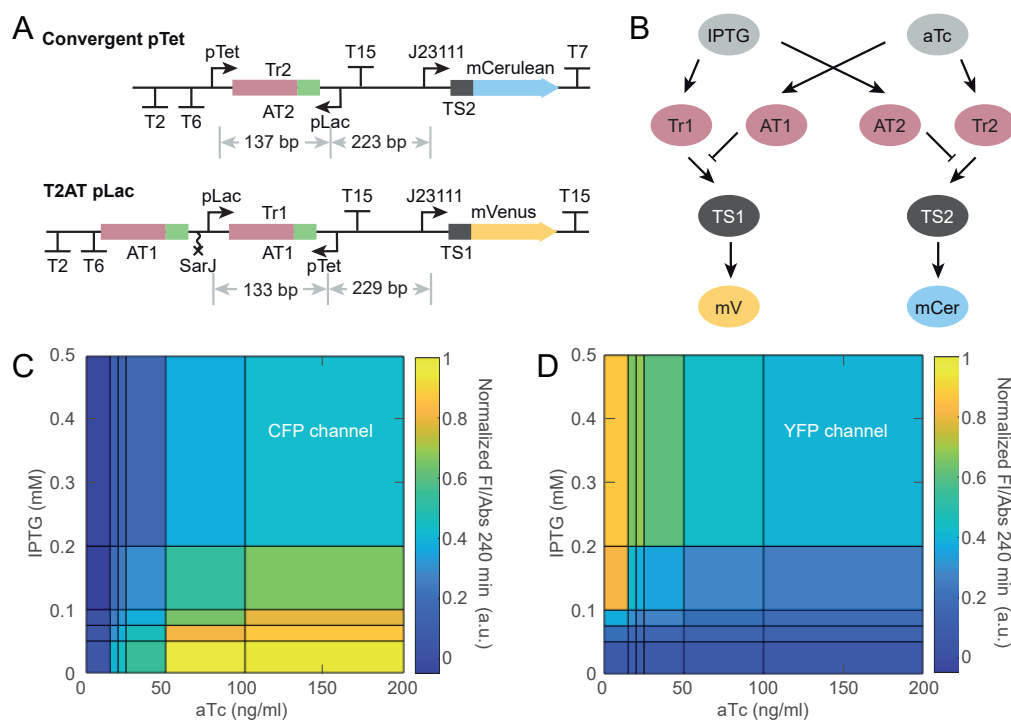 A
Convergent pTet
pTet
Tr2
T15
J23111
mCerulean
T7
T2
T6
AT2
pLac
TS2
137 bp
223 bp
T2AT pLac
pLac
Tr1
T15
J23111
mVenus
T15
T2
T6
AT1
SarJ
AT1
pTet
TS1
133 bp
229 bp
B
IPTG
aTc
Tr1
AT1
AT2
Tr2
TS1
TS2
mV
mCer
C
0.5
0.4
0.3
0.2
0.1
0
IPTG (mM)
CFP channel
0
50
100
150
200
aTc (ng/ml)
1
0.8
0.6
0.4
0.2
0
Normalized FI/Abs 240 min (a.u.)
D
0.5
0.4
0.3
0.2
0.1
0
IPTG (mM)
YFP channel
0
50
100
150
200
aTc (ng/ml)
1
0.8
0.6
0.4
0.2
0
Normalized FI/Abs 240 min (a.u.)